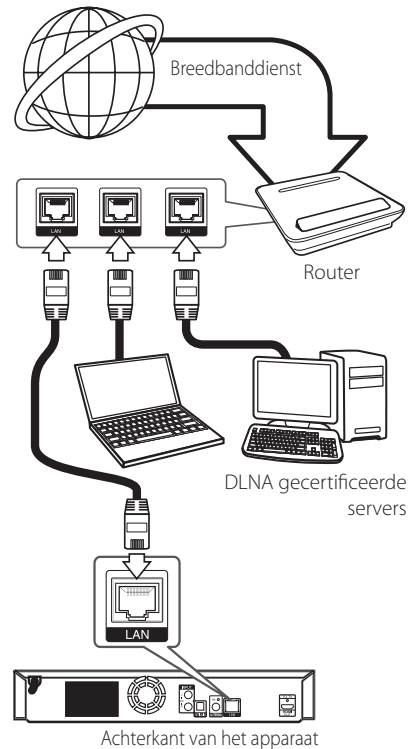 Breedbanddienst
LAN
LAN
LAN
Router
DLNA gecertificeerde
servers
LAN
Achterkant van het apparaat